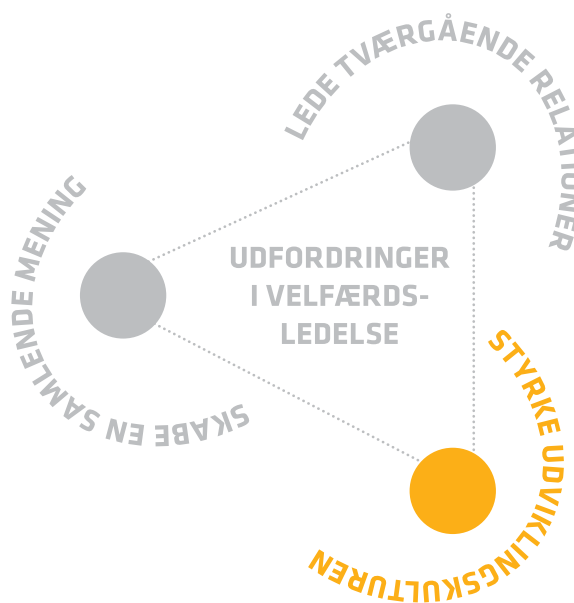 LEDE TVÆRGÅENDE RELATIONER
UDFORDRINGER
I VELFÆRDS-
LEDELSE
SKABE EN SAMLENDE MENING
STYRKE UDVIKLINGSKULTUREN